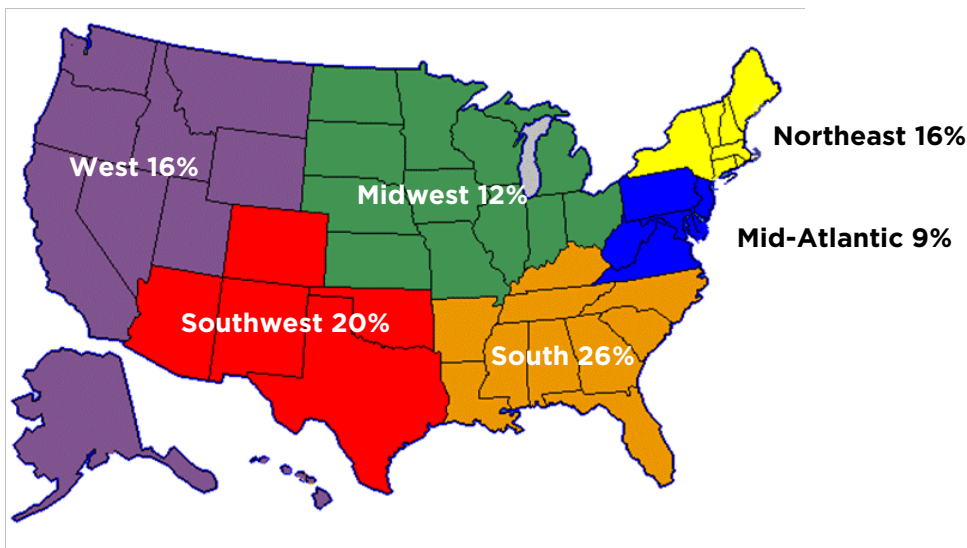 Northeast 16%
West 16%
Midwest 12%
Mid-Atlantic 9%
Southwest 20%
South 26%